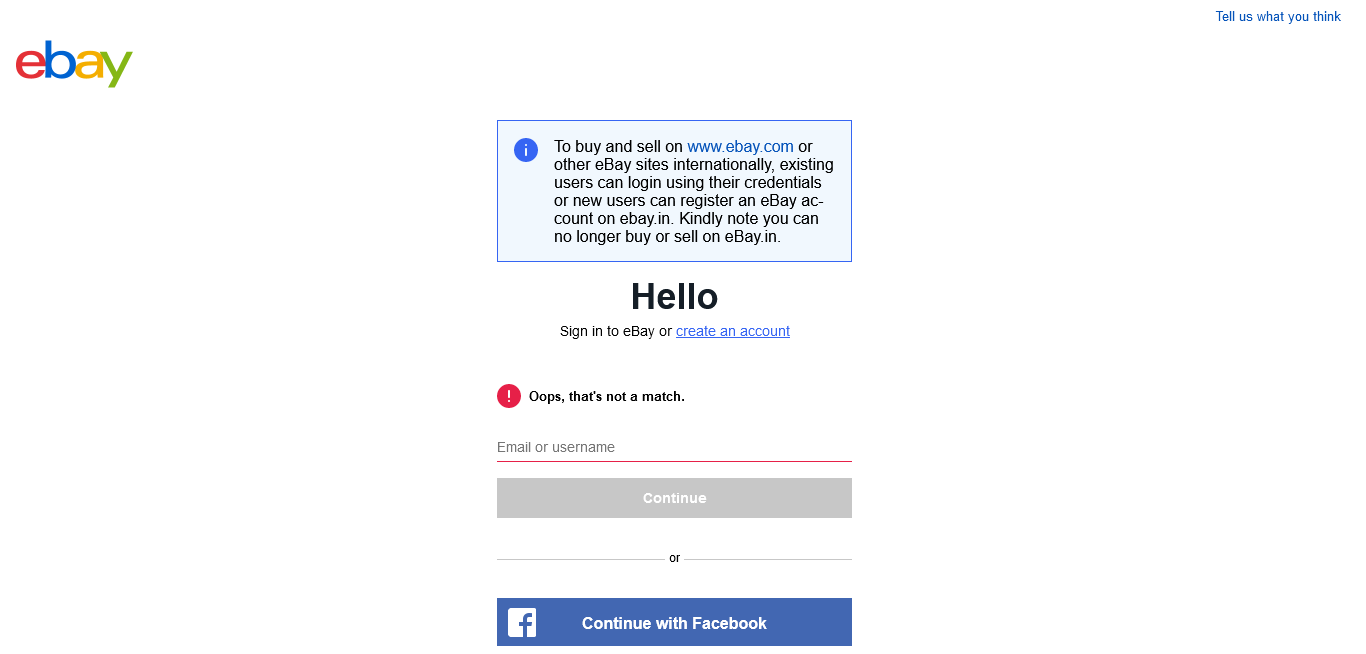 Tell us what you think
ebay
To buy and sell on www.ebay.com or
other eBay sites internationally, existing
users can login using their credentials
or new users can register an eBay ac-
count on ebay.in. Kindly note you can
no longer buy or sell on eBay.in.
Hello
Sign in to eBay or create an account
Oops, that's not a match.
Email or username
Continue
or
Continue with Facebook